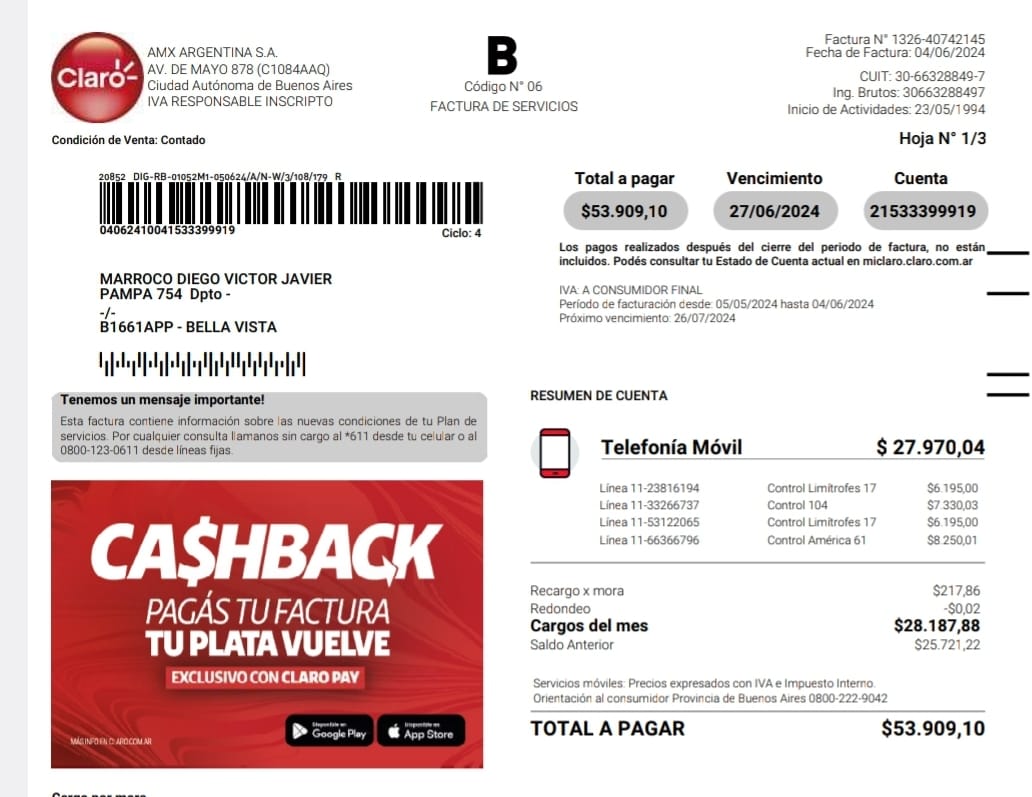 Claro
AMX ARGENTINA S.A.
AV. DE MAYO 878 (C1084AAQ)
Ciudad Autónoma de Buenos Aires
IVA RESPONSABLE INSCRIPTO
B
Código N° 06
FACTURA DE SERVICIOS
Factura N° 1326-40742145
Fecha de Factura: 04/06/2024
CUIT: 30-66328849-7
Ing. Brutos: 30663288497
Inicio de Actividades: 23/05/1994
Hoja N° 1/3
Condición de Venta: Contado
20852 DIG-RB-01052M1-050624/A/N-W/3/108/179 R
04062410041533399919
Ciclo: 4
Total a pagar Vencimiento Cuenta
$53.909,10 27/06/2024 21533399919
Los pagos realizados después del cierre del periodo de factura, no están
incluidos. Podés consultar tu Estado de Cuenta actual en miclaro.claro.com.ar
MARROCO DIEGO VICTOR JAVIER
PAMPA 754 Dpto -
-/-
B1661APP - BELLA VISTA
IVA: A CONSUMIDOR FINAL
Período de facturación desde: 05/05/2024 hasta 04/06/2024
Próximo vencimiento: 26/07/2024
Tenemos un mensaje importante!
Esta factura contiene información sobre las nuevas condiciones de tu Plan de
servicios. Por cualquier consulta llamanos sin cargo al *611 desde tu celular o al
0800-123-0611 desde líneas fijas.
CA$HBACK
PAGÁS TU FACTURA
TU PLATA VUELVE
EXCLUSIVO CON CLARO PAY
MÁS INFO EN CLARO.COM.AR
Disponible en
Google Play
Disponible en
App Store
RESUMEN DE CUENTA
Telefonía Móvil $ 27.970,04
Línea 11-23816194 Control Limítrofes 17 $6.195,00
Línea 11-33266737 Control 104 $7.330,03
Línea 11-53122065 Control Limítrofes 17 $6.195,00
Línea 11-66366796 Control América 61 $8.250,01
Recargo x mora $217,86
Redondeo -$0,02
Cargos del mes $28.187,88
Saldo Anterior $25.721,22
Servicios móviles: Precios expresados con IVA e Impuesto Interno.
Orientación al consumidor Provincia de Buenos Aires 0800-222-9042
TOTAL A PAGAR $53.909,10
Cargo por mora